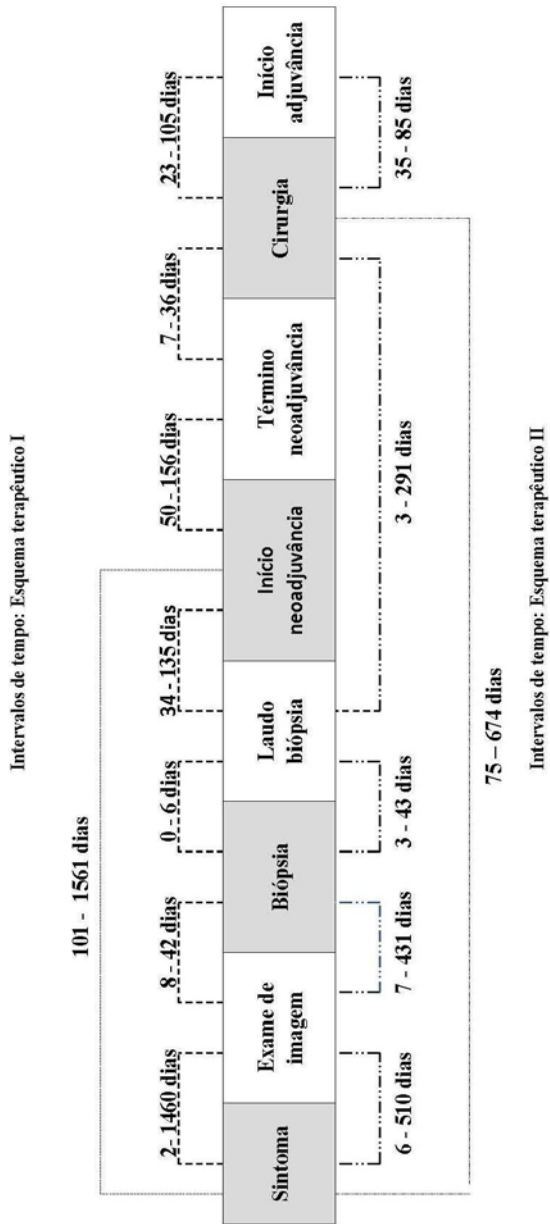 Intervalos de tempo: Esquema terapêutico I
101 - 1561 dias
2- 1460 dias
8 - 42 dias
0 - 6 dias
34 - 135 dias
50 - 156 dias
7 - 36 dias
23 - 105 dias
Sintoma
Exame de
imagem
Biópsia
Laudo
biópsia
Início
neoadjuvância
Término
neoadjuvância
Cirurgia
Início
adjuvância
6 - 510 dias
7 - 431 dias
3 - 43 dias
3 - 291 dias
35 - 85 dias
75 – 674 dias
Intervalos de tempo: Esquema terapêutico II